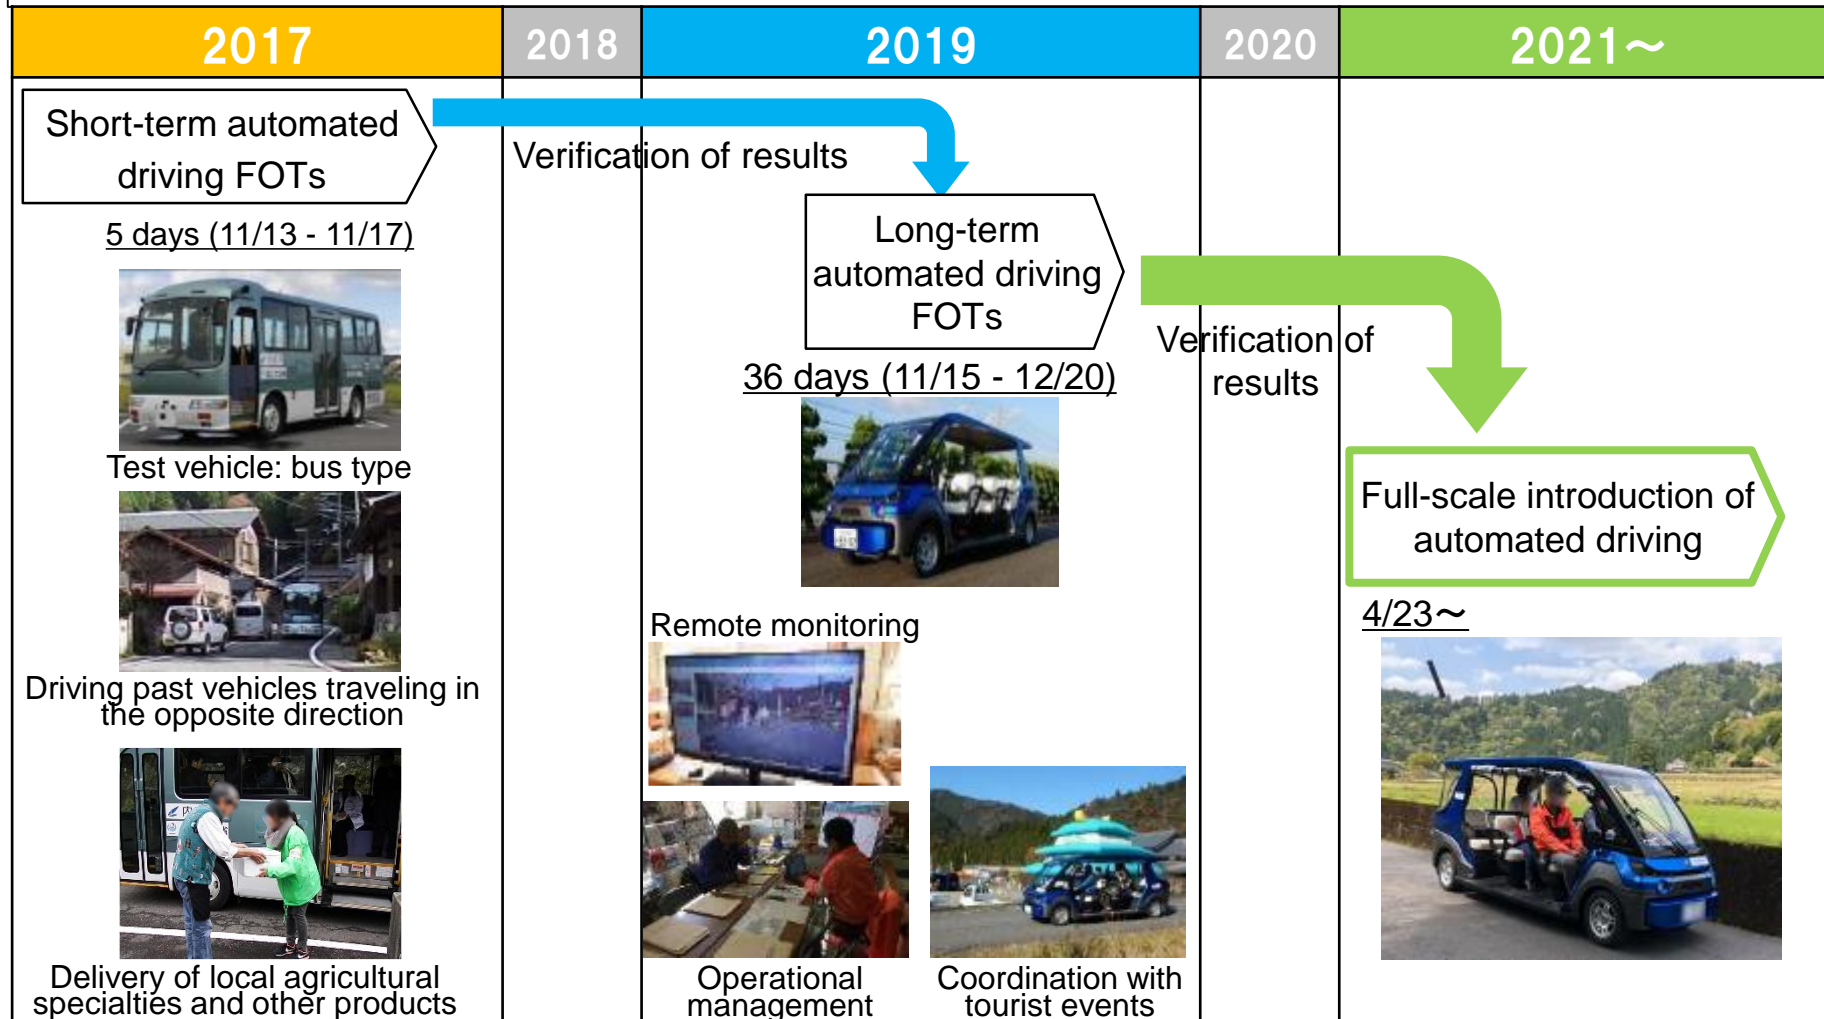 2017
2018
2019
2020
2021～
Short-term automated
driving FOTs
5 days (11/13 - 11/17)
Test vehicle: bus type
Driving past vehicles traveling in
the opposite direction
Delivery of local agricultural
specialties and other products
Verification of results
Long-term
automated driving
FOTs
36 days (11/15 - 12/20)
Remote monitoring
Operational
management
Coordination with
tourist events
Verification of
results
Full-scale introduction of
automated driving
4/23～